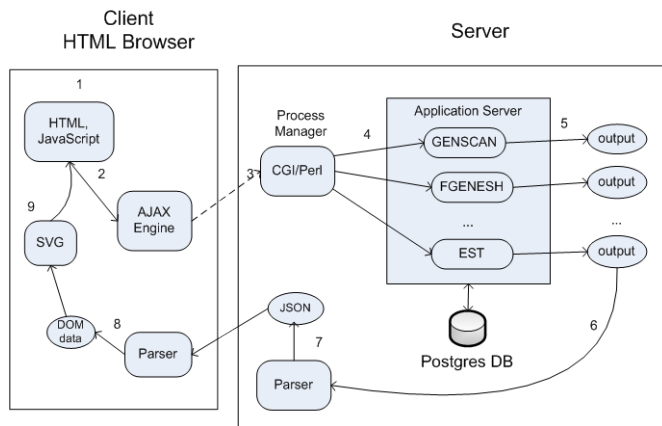 Client
HTML Browser
Server
1
HTML,
JavaScript
2
AJAX
Engine
3
9
SVG
DOM
data
8
Parser
Process
Manager
CGI/Perl
4
Application Server
GENSCAN
FGENESH
...
EST
5
output
output
...
output
Postgres DB
6
JSON
7
Parser